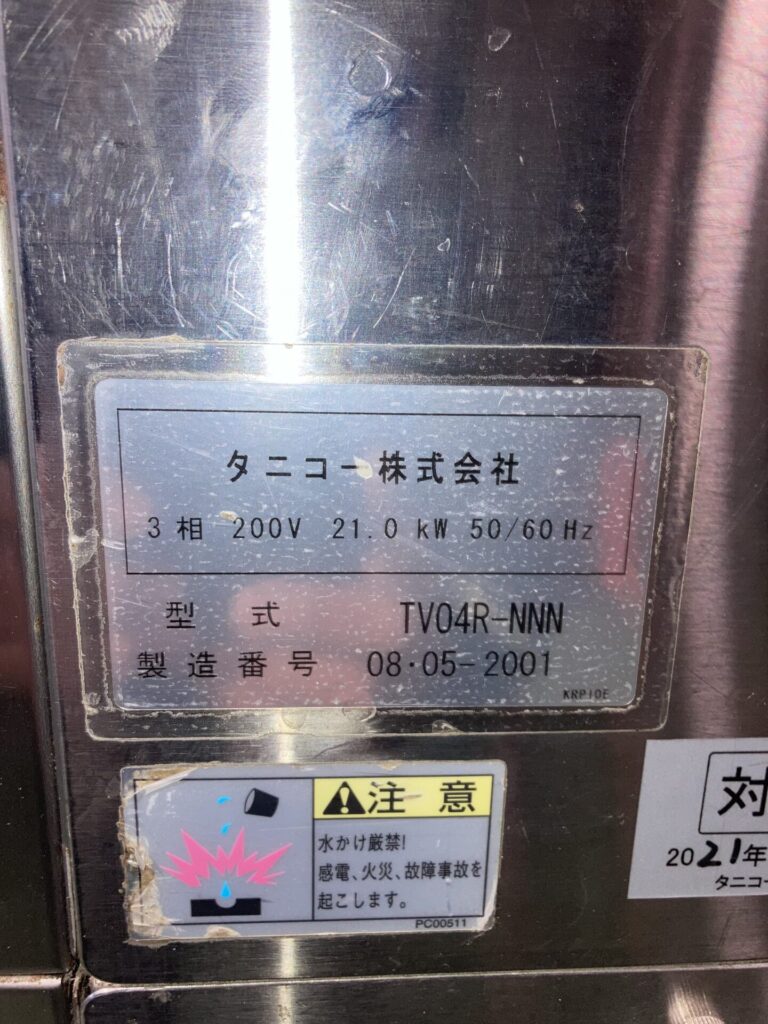 タニコー株式会社
3相 200V 21.0 kW 50/60Hz
型式 TV04R-NNN
製造番号 08・05-2001
KRP10E
注意
水かけ厳禁!
感電、火災、故障事故を
起こします。
PC00511
対
2021年
タニコー